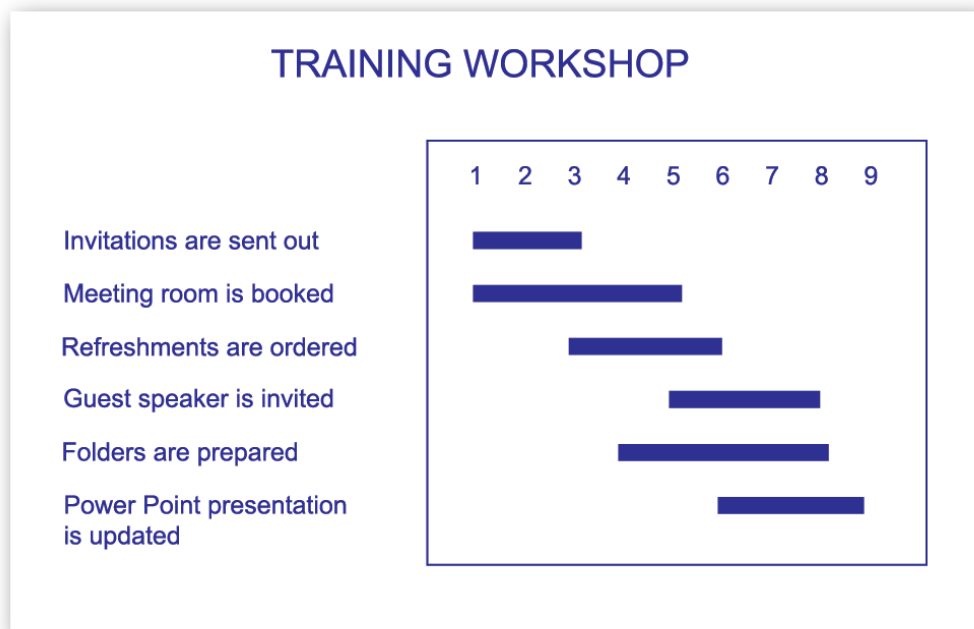 TRAINING WORKSHOP
1 2 3 4 5 6 7 8 9
Invitations are sent out
Meeting room is booked
Refreshments are ordered
Guest speaker is invited
Folders are prepared
Power Point presentation
is updated